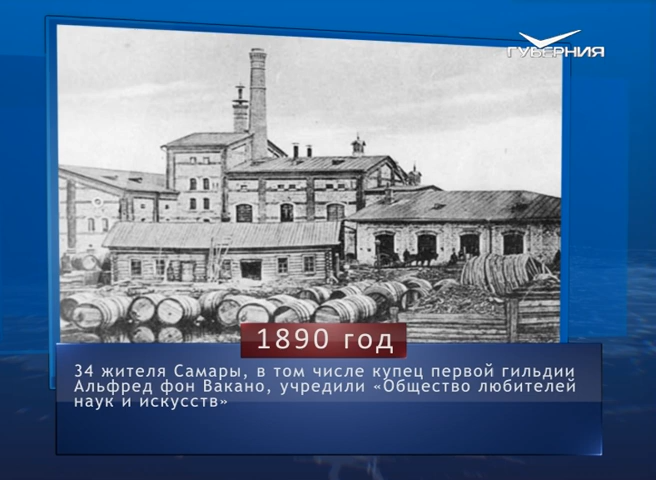 ГУБЕРНИЯ
1890 год
34 жителя Самары, в том числе купец первой гильдии
Альфред фон Вакано, учредили «Общество любителей
наук и искусств»